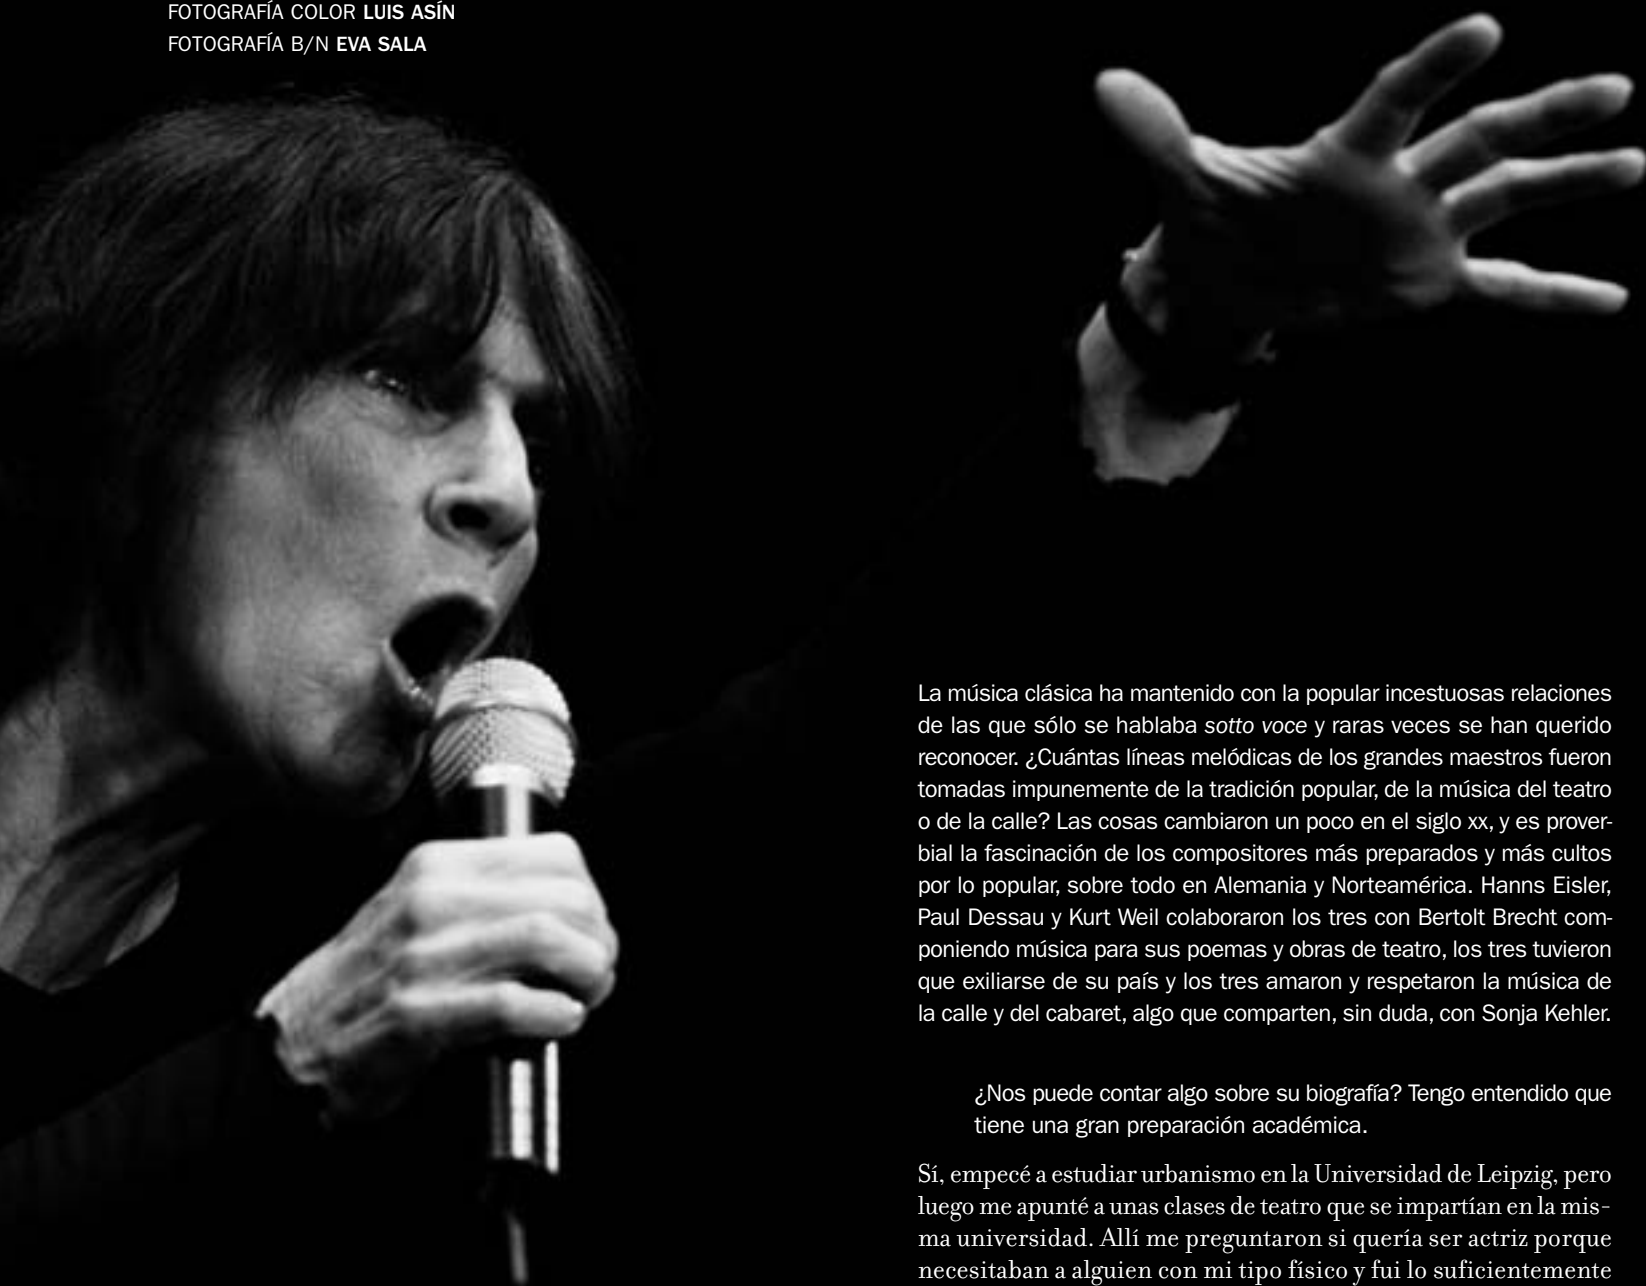 FOTOGRAFÍA COLOR LUIS ASÍN
FOTOGRAFÍA B/N EVA SALA
La música clásica ha mantenido con la popular incestuosas relaciones
de las que sólo se hablaba sotto voce y raras veces se han querido
reconocer. ¿Cuántas líneas melódicas de los grandes maestros fueron
tomadas impunemente de la tradición popular, de la música del teatro
o de la calle? Las cosas cambiaron un poco en el siglo xx, y es prover-
bial la fascinación de los compositores más preparados y más cultos
por lo popular, sobre todo en Alemania y Norteamérica. Hanns Eisler,
Paul Dessau y Kurt Weil colaboraron los tres con Bertolt Brecht com-
poniendo música para sus poemas y obras de teatro, los tres tuvieron
que exiliarse de su país y los tres amaron y respetaron la música de
la calle y del cabaret, algo que comparten, sin duda, con Sonja Kehler.
¿Nos puede contar algo sobre su biografía? Tengo entendido que
tiene una gran preparación académica.
Sí, empecé a estudiar urbanismo en la Universidad de Leipzig, pero
luego me apunté a unas clases de teatro que se impartían en la mis-
ma universidad. Allí me preguntaron si quería ser actriz porque
necesitaban a alguien con mi tipo físico y fui lo suficientemente